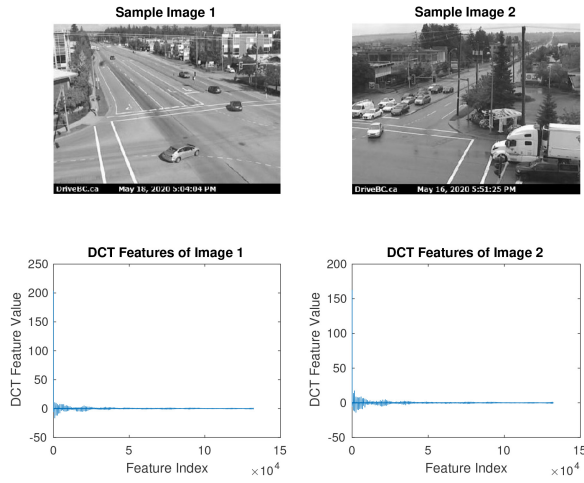 Sample Image 1
Sample Image 2
DriveBC.ca May 18, 2020 5:04:04 PM
DriveBC.ca May 16, 2020 5:51:25 PM
DCT Features of Image 1
250
200
150
100
50
0
-50
DCT Feature Value
0 5 10 15
Feature Index
×10^4
DCT Features of Image 2
200
150
100
50
0
-50
DCT Feature Value
0 5 10 15
Feature Index
×10^4